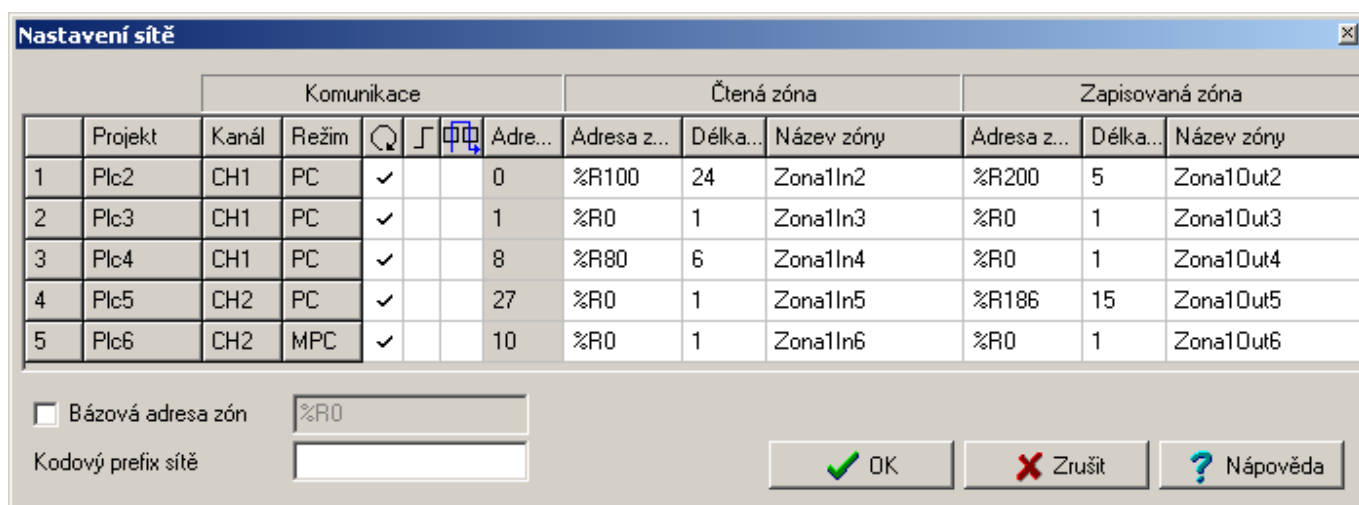 Nastavení sítě
Komunikace Čtená zóna Zapisovaná zóna
Projekt Kanál Režim Adre... Adresa z... Délka... Název zóny Adresa z... Délka... Název zóny
1 Plc2 CH1 PC 0 %R100 24 Zona1In2 %R200 5 Zona1Out2
2 Plc3 CH1 PC 1 %R0 1 Zona1In3 %R0 1 Zona1Out3
3 Plc4 CH1 PC 8 %R80 6 Zona1In4 %R0 1 Zona1Out4
4 Plc5 CH2 PC 27 %R0 1 Zona1In5 %R186 15 Zona1Out5
5 Plc6 CH2 MPC 10 %R0 1 Zona1In6 %R0 1 Zona1Out6
Bázová adresa zón %R0
Kodový prefix sítě
OK Zrušit Nápověda